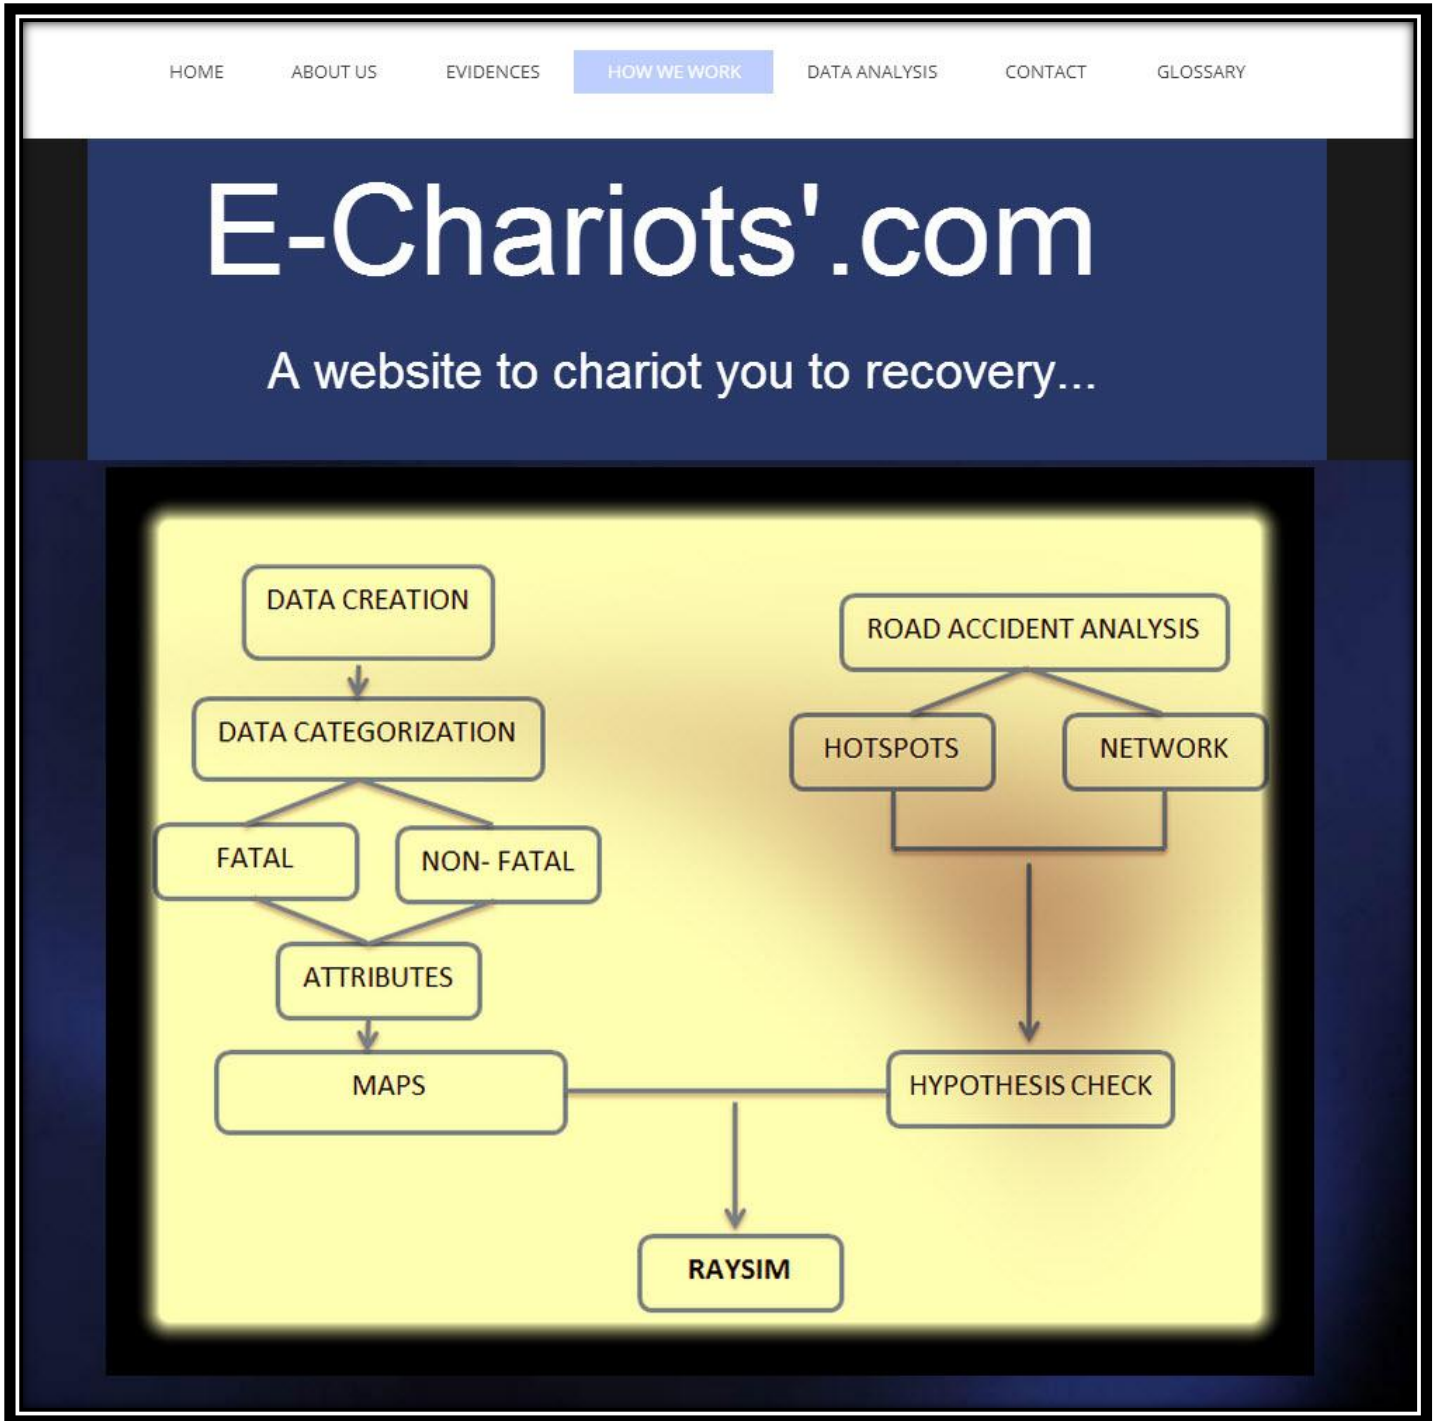 HOME ABOUT US EVIDENCES HOW WE WORK DATA ANALYSIS CONTACT GLOSSARY
E-Chariots'.com
A website to chariot you to recovery...
DATA CREATION
DATA CATEGORIZATION
FATAL
NON- FATAL
ATTRIBUTES
MAPS
ROAD ACCIDENT ANALYSIS
HOTSPOTS
NETWORK
HYPOTHESIS CHECK
RAYSIM